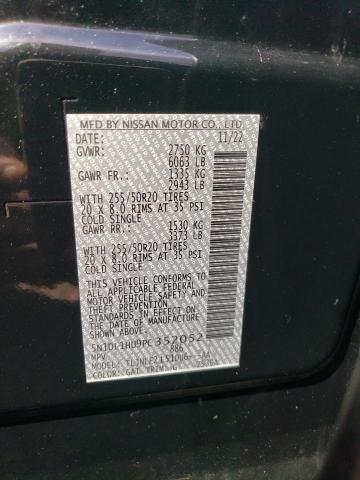 MFD BY NISSAN MOTOR CO., LTD
DATE: 11/22
GVWR: 2750 KG
6063 LB
GAWR FR.: 1335 KG
2943 LB
WITH 255/50R20 TIRES
20 X 8.0 RIMS AT 35 PSI
COLD SINGLE
GAWR RR.: 1530 KG
3373 LB
WITH 255/50R20 TIRES
20 X 8.0 RIMS AT 35 PSI
COLD SINGLE
THIS VEHICLE CONFORMS TO
ALL APPLICABLE FEDERAL
MOTOR VEHICLE SAFETY AND
THEFT PREVENTION STANDARDS
IN EFFECT ON THE DATE OF
MANUFACTURE
SHOWN ABOVE.
352052
MPV
MODEL:
COLOR: GAT TRIM: G